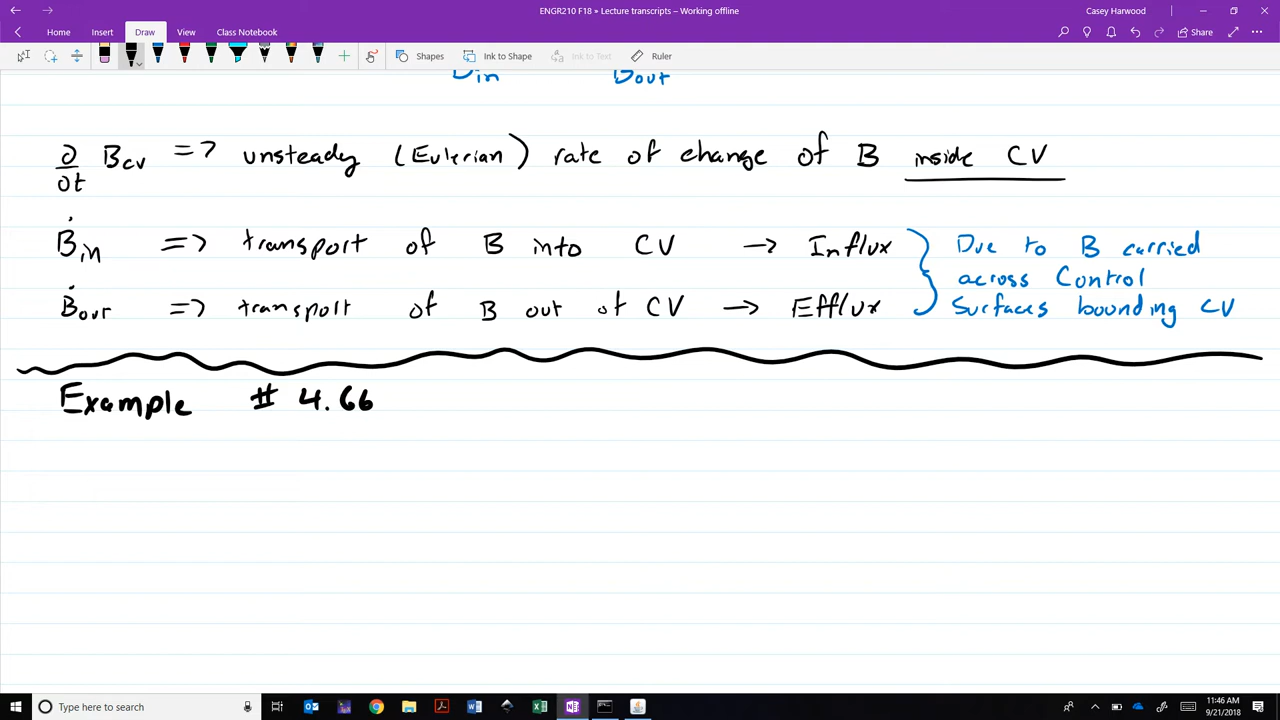 ENGR210 F18 » Lecture transcripts – Working offline
Casey Harwood
Home Insert Draw View Class Notebook
Share
Shapes Ink to Shape Ink to Text Ruler
Bin Bout
∂/∂t Bcv => unsteady (Eulerian) rate of change of B inside CV
Ḃin => transport of B into CV → Influx } Due to B carried
across Control
Ḃout => transport of B out of CV → Efflux Surfaces bounding CV
Example # 4.66
Type here to search
11:46 AM
9/21/2018